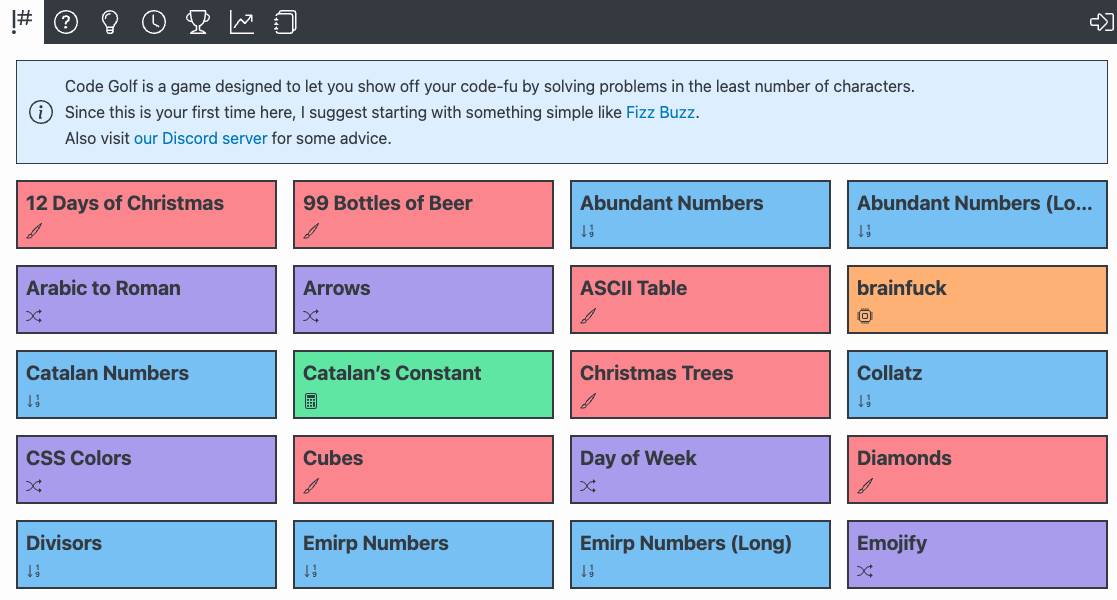 Code Golf is a game designed to let you show off your code-fu by solving problems in the least number of characters.
Since this is your first time here, I suggest starting with something simple like Fizz Buzz.
Also visit our Discord server for some advice.
12 Days of Christmas
99 Bottles of Beer
Abundant Numbers
Abundant Numbers (Lo...
Arabic to Roman
Arrows
ASCII Table
brainfuck
Catalan Numbers
Catalan’s Constant
Christmas Trees
Collatz
CSS Colors
Cubes
Day of Week
Diamonds
Divisors
Emirp Numbers
Emirp Numbers (Long)
Emojify